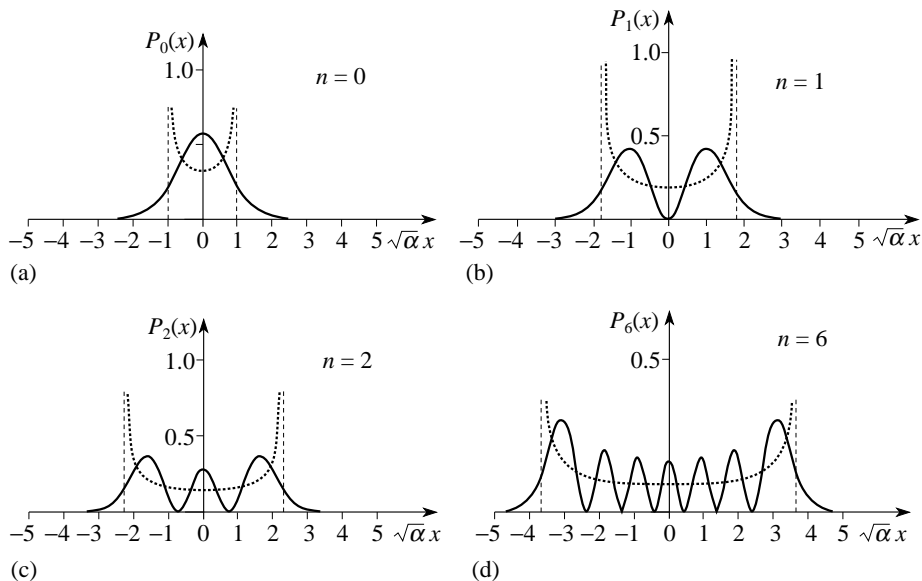 P₀(x)
1.0
n = 0
−5 −4 −3 −2 −1 0 1 2 3 4 5 √α x
(a)
P₁(x)
1.0
n = 1
0.5
−5 −4 −3 −2 −1 0 1 2 3 4 5 √α x
(b)
P₂(x)
1.0
n = 2
0.5
−5 −4 −3 −2 −1 0 1 2 3 4 5 √α x
(c)
P₆(x)
n = 6
0.5
−5 −4 −3 −2 −1 0 1 2 3 4 5 √α x
(d)